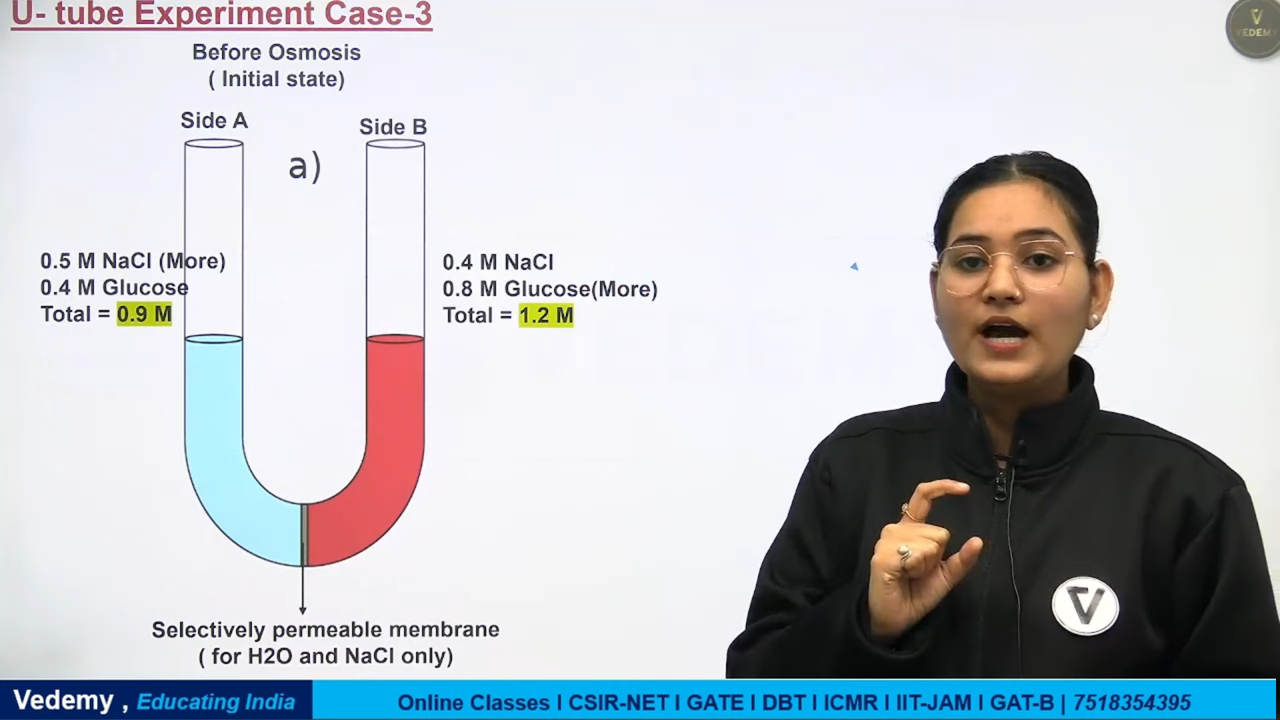 U- tube Experiment Case-3
VEDEMY
Before Osmosis
( Initial state)
Side A
Side B
a)
0.5 M NaCl (More)
0.4 M Glucose
Total = 0.9 M
0.4 M NaCl
0.8 M Glucose(More)
Total = 1.2 M
Selectively permeable membrane
( for H2O and NaCl only)
Vedemy , Educating India
Online Classes I CSIR-NET I GATE I DBT I ICMR I IIT-JAM I GAT-B | 7518354395